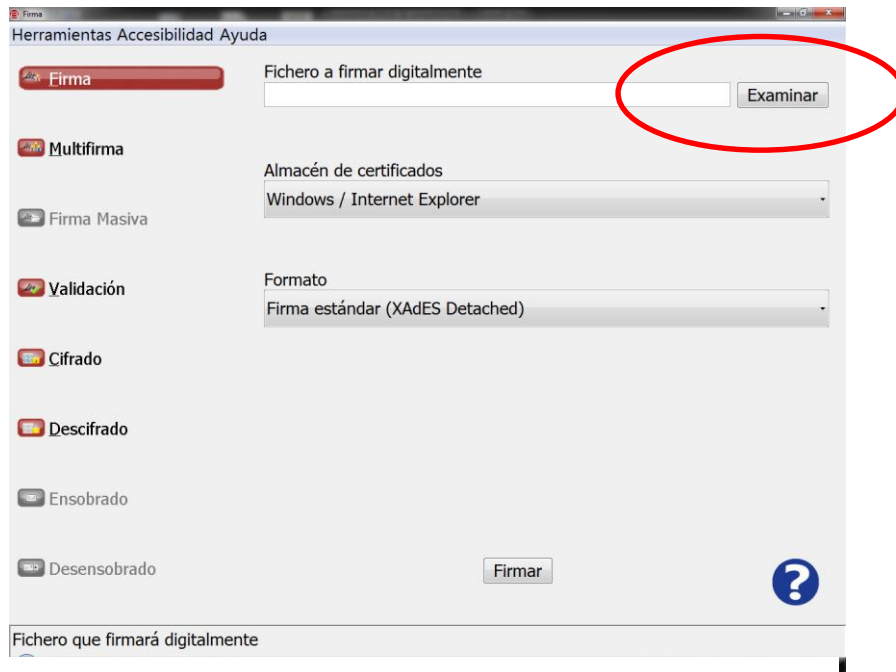 Firma
Herramientas Accesibilidad Ayuda
Firma
Fichero a firmar digitalmente
Examinar
Multifirma
Almacén de certificados
Windows / Internet Explorer
Firma Masiva
Validación
Formato
Firma estándar (XAdES Detached)
Cifrado
Descifrado
Ensobrado
Desensobrado
Firmar
?
Fichero que firmará digitalmente